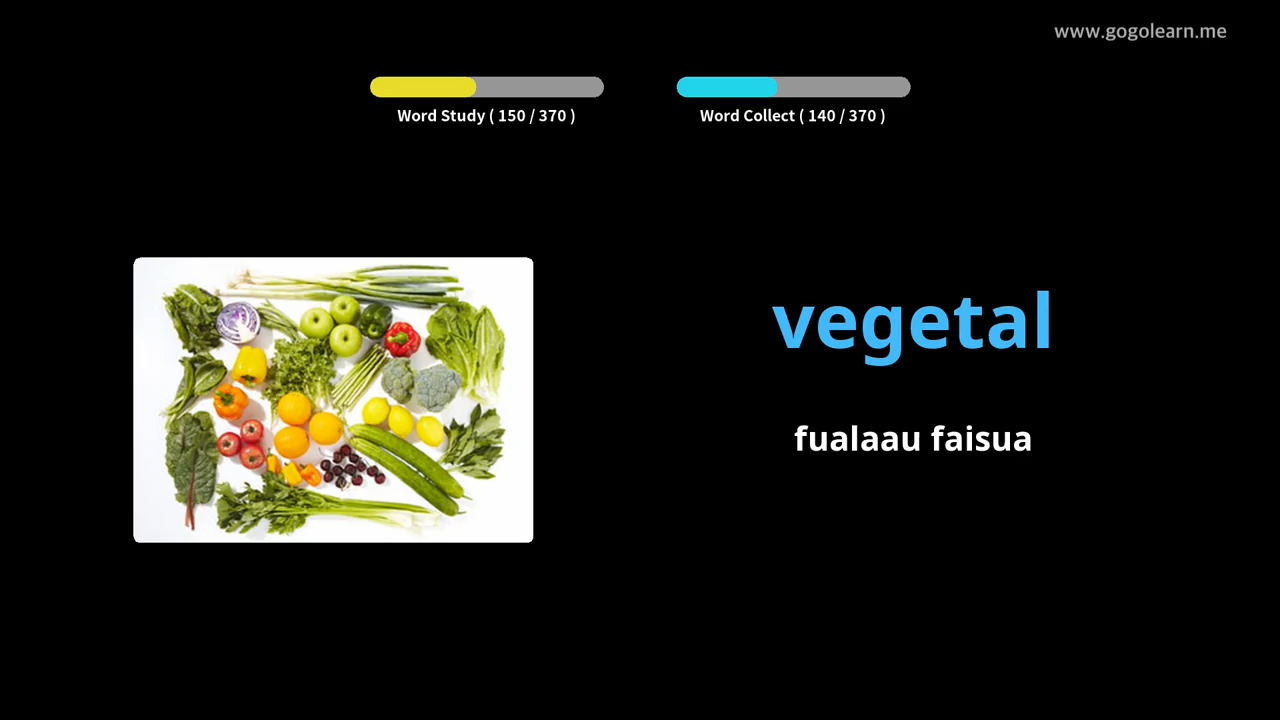 www.gogolearn.me
Word Study ( 150 / 370 )
Word Collect ( 140 / 370 )
vegetal
fualaau faisua